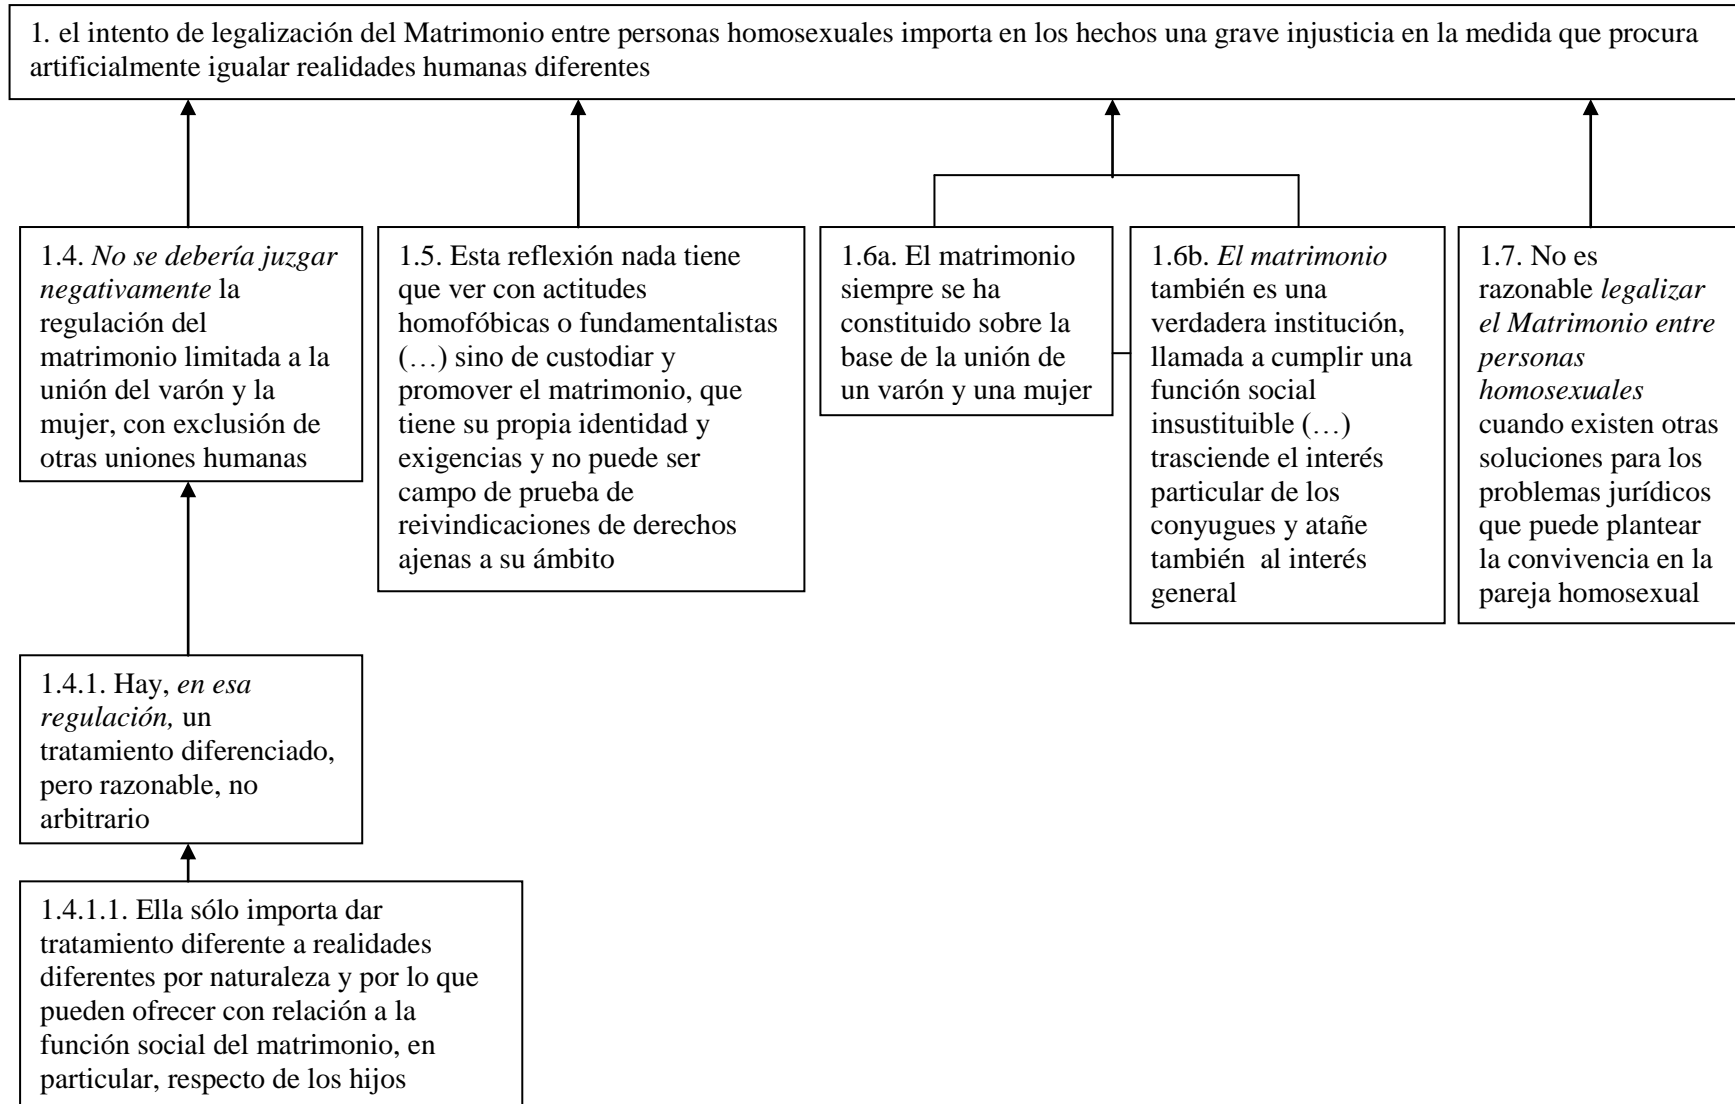 1. el intento de legalización del Matrimonio entre personas homosexuales importa en los hechos una grave injusticia en la medida que procura
artificialmente igualar realidades humanas diferentes
1.4. No se debería juzgar
negativamente la
regulación del
matrimonio limitada a la
unión del varón y la
mujer, con exclusión de
otras uniones humanas
1.5. Esta reflexión nada tiene
que ver con actitudes
homofóbicas o fundamentalistas
(…) sino de custodiar y
promover el matrimonio, que
tiene su propia identidad y
exigencias y no puede ser
campo de prueba de
reivindicaciones de derechos
ajenas a su ámbito
1.6a. El matrimonio
siempre se ha
constituido sobre la
base de la unión de
un varón y una mujer
1.6b. El matrimonio
también es una
verdadera institución,
llamada a cumplir una
función social
insustituible (…)
trasciende el interés
particular de los
conyugues y atañe
también al interés
general
1.7. No es
razonable legalizar
el Matrimonio entre
personas
homosexuales
cuando existen otras
soluciones para los
problemas jurídicos
que puede plantear
la convivencia en la
pareja homosexual
1.4.1. Hay, en esa
regulación, un
tratamiento diferenciado,
pero razonable, no
arbitrario
1.4.1.1. Ella sólo importa dar
tratamiento diferente a realidades
diferentes por naturaleza y por lo que
pueden ofrecer con relación a la
función social del matrimonio, en
particular, respecto de los hijos